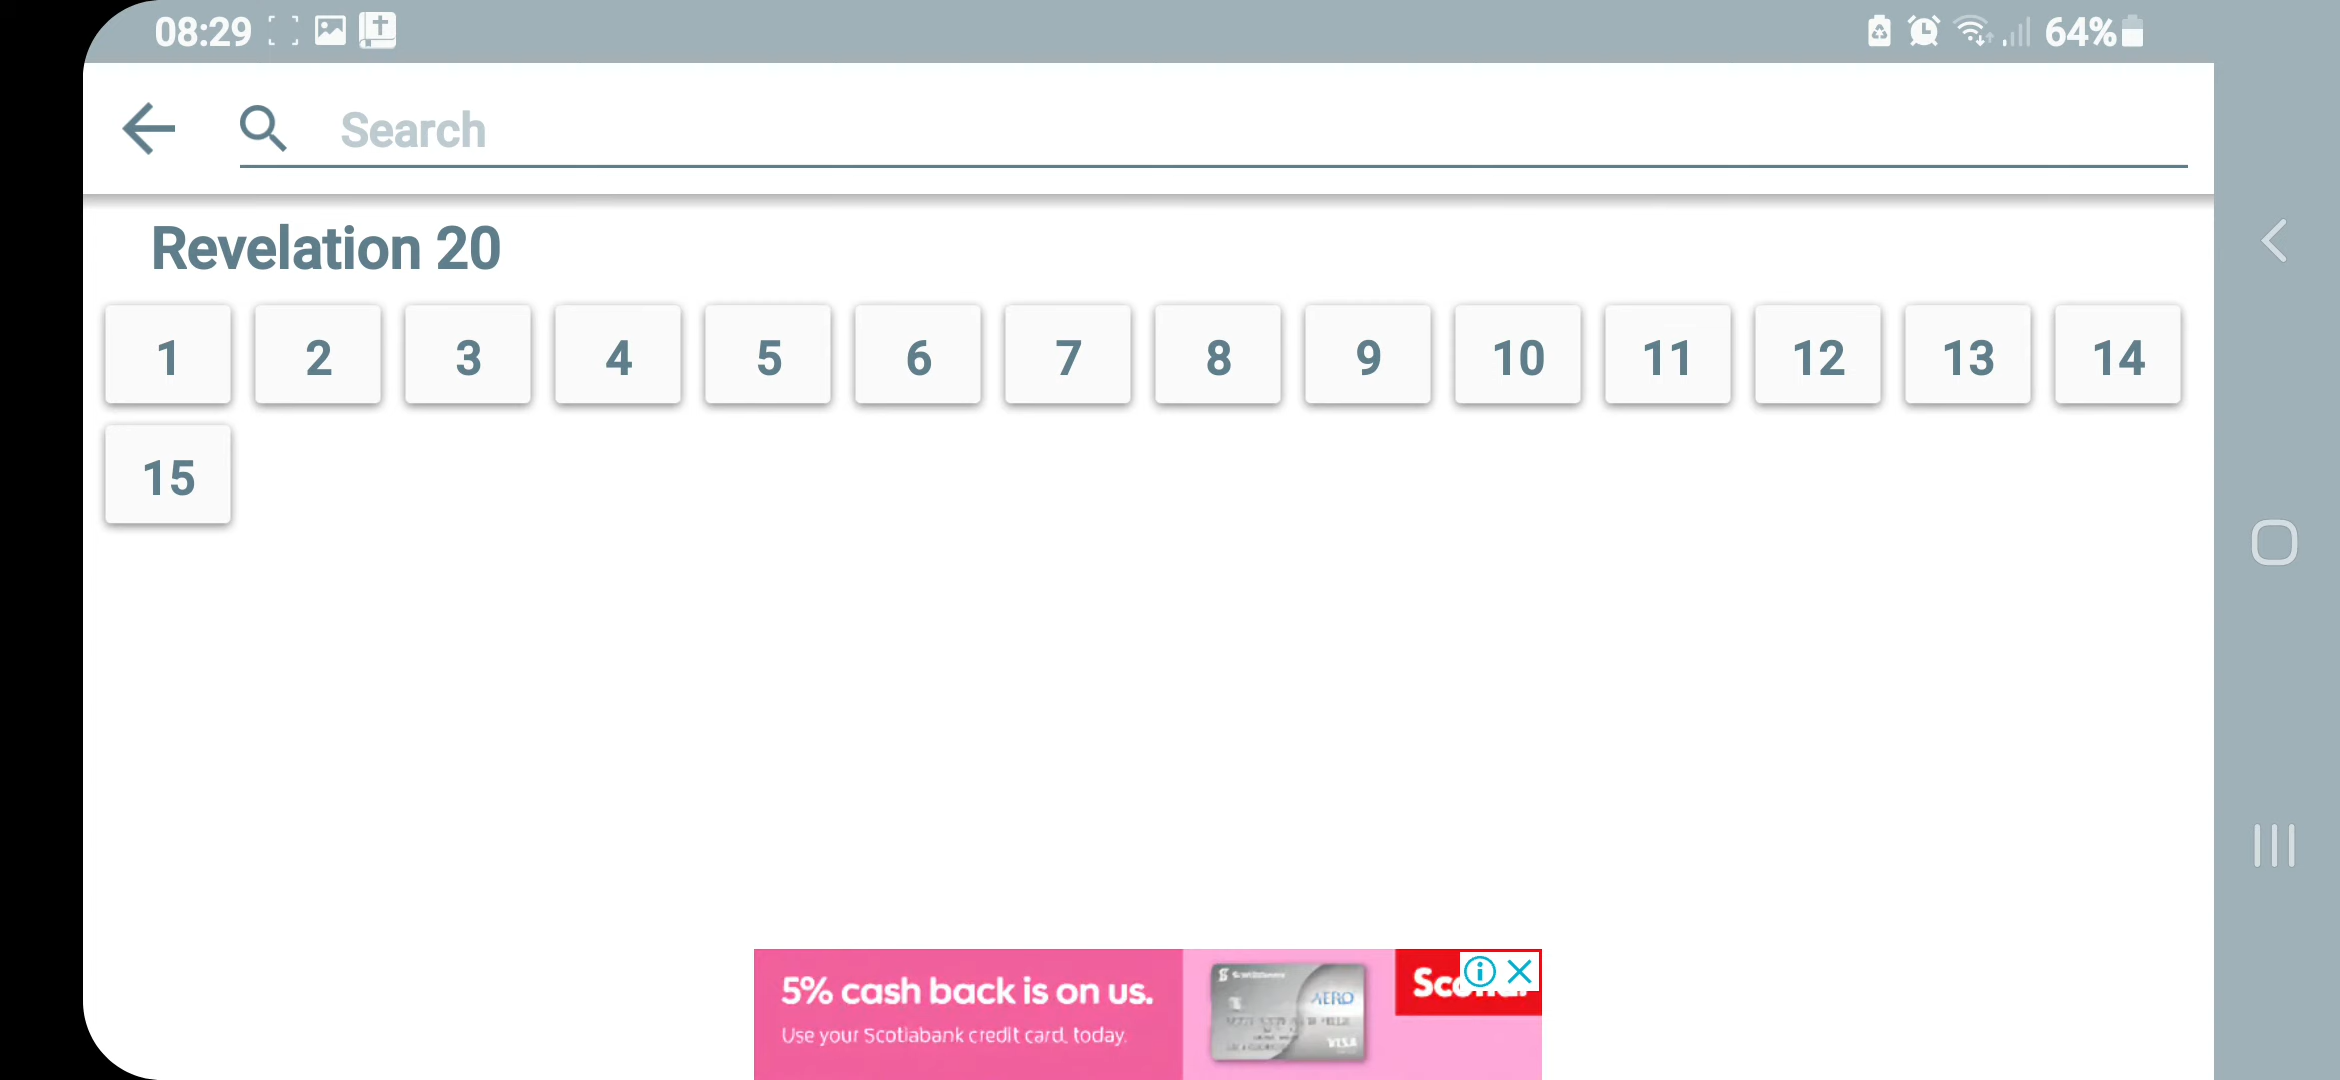 08:29
64%
Search
Revelation 20
1 2 3 4 5 6 7 8 9 10 11 12 13 14
15
5% cash back is on us.
Use your Scotiabank credit card, today.
AERO
VISA